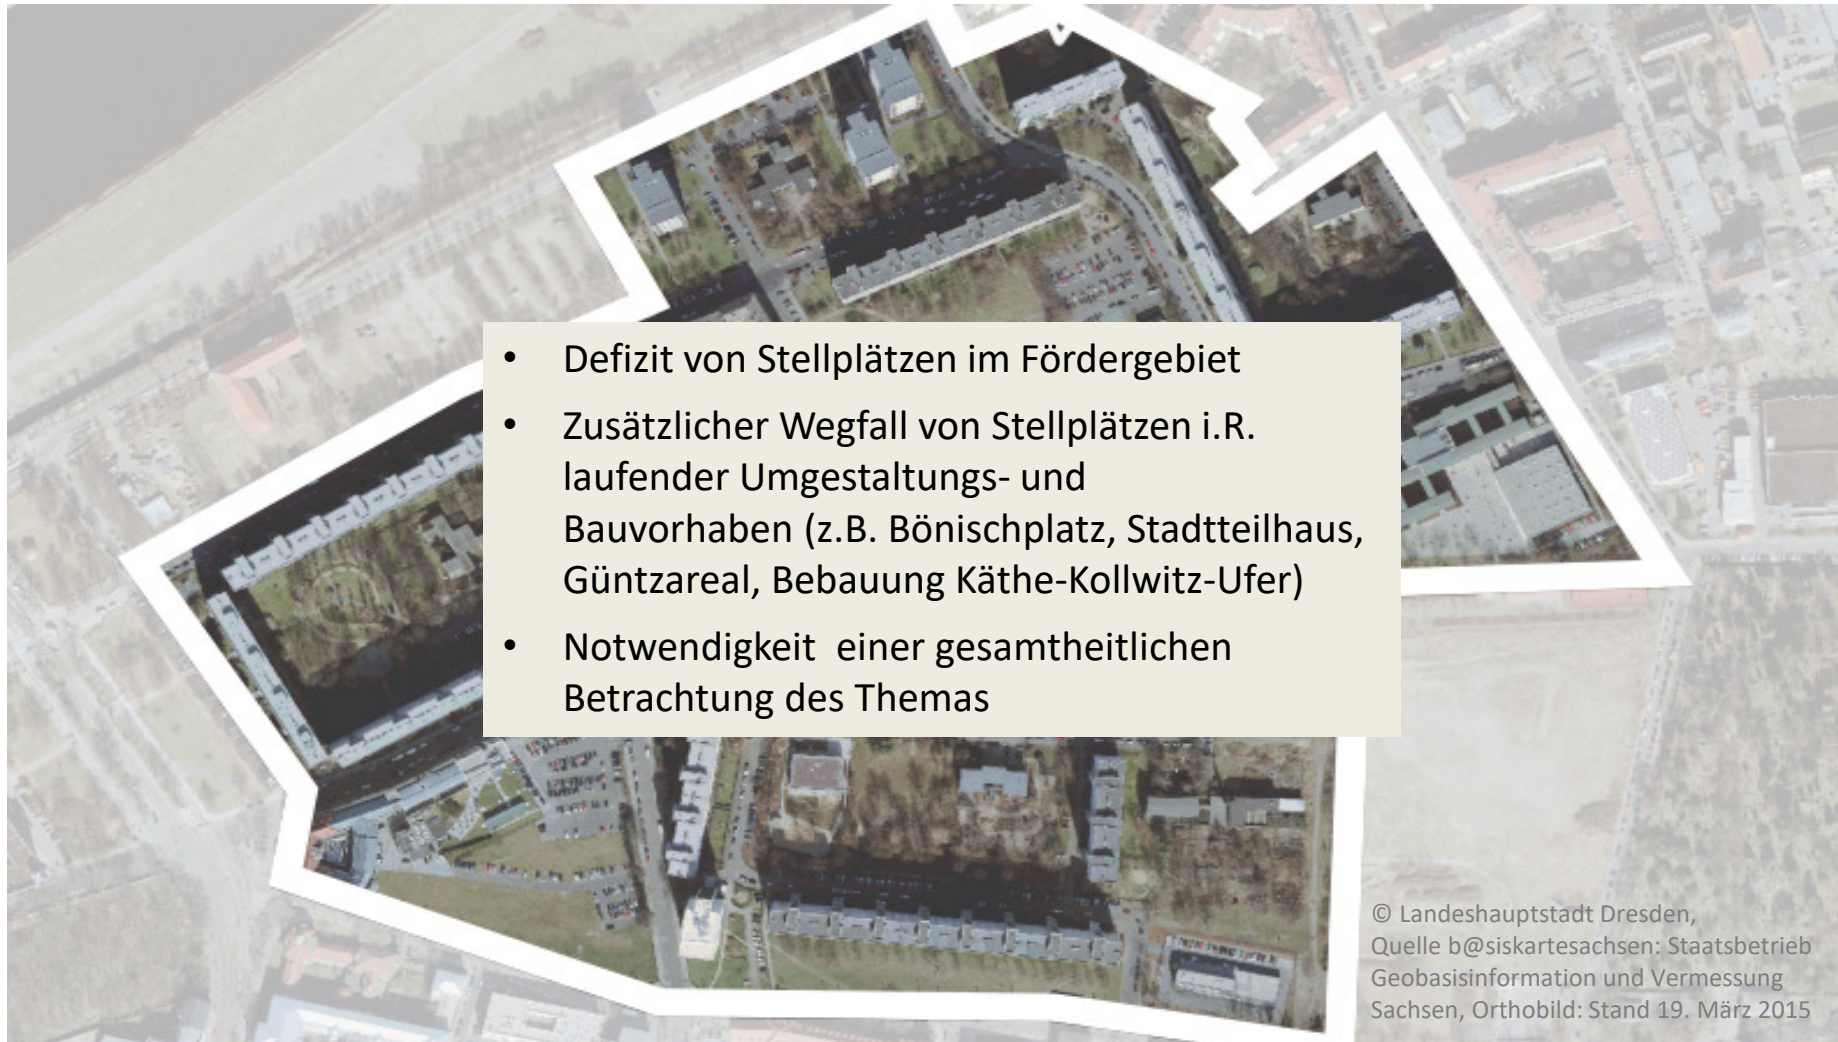 • Defizit von Stellplätzen im Fördergebiet
• Zusätzlicher Wegfall von Stellplätzen i.R.
laufender Umgestaltungs- und
Bauvorhaben (z.B. Bönischplatz, Stadtteilhaus,
Güntzareal, Bebauung Käthe-Kollwitz-Ufer)
• Notwendigkeit  einer gesamtheitlichen
Betrachtung des Themas
© Landeshauptstadt Dresden,
Quelle b@siskartesachsen: Staatsbetrieb
Geobasisinformation und Vermessung
Sachsen, Orthobild: Stand 19. März 2015